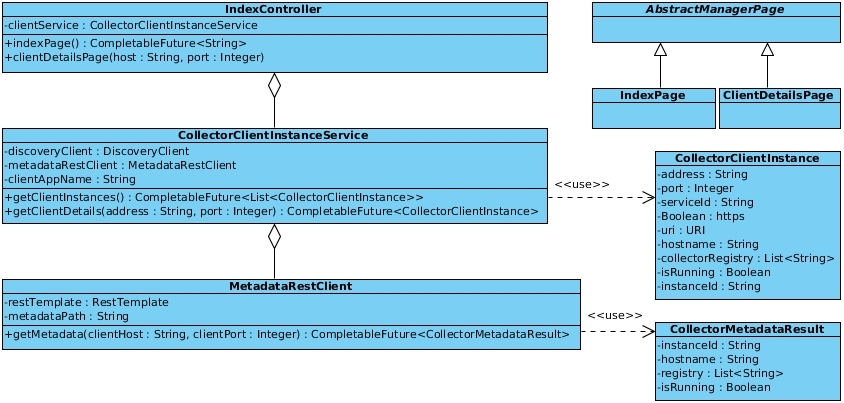 IndexController
-clientService : CollectorClientInstanceService
+indexPage() : CompletableFuture<String>
+clientDetailsPage(host : String, port : Integer)
AbstractManagerPage
IndexPage
ClientDetailsPage
CollectorClientInstanceService
-discoveryClient : DiscoveryClient
-metadataRestClient : MetadataRestClient
-clientAppName : String
+getClientInstances() : CompletableFuture<List<CollectorClientInstance>>
+getClientDetails(address : String, port : Integer) : CompletableFuture<CollectorClientInstance>
<<use>>
CollectorClientInstance
-address : String
-port : Integer
-serviceId : String
-Boolean : https
-uri : URI
-hostname : String
-collectorRegistry : List<String>
-isRunning : Boolean
-instanceId : String
MetadataRestClient
-restTemplate : RestTemplate
-metadataPath : String
+getMetadata(clientHost : String, clientPort : Integer) : CompletableFuture<CollectorMetadataResult>
<<use>>
CollectorMetadataResult
-instanceId : String
-hostname : String
-registry : List<String>
-isRunning : Boolean